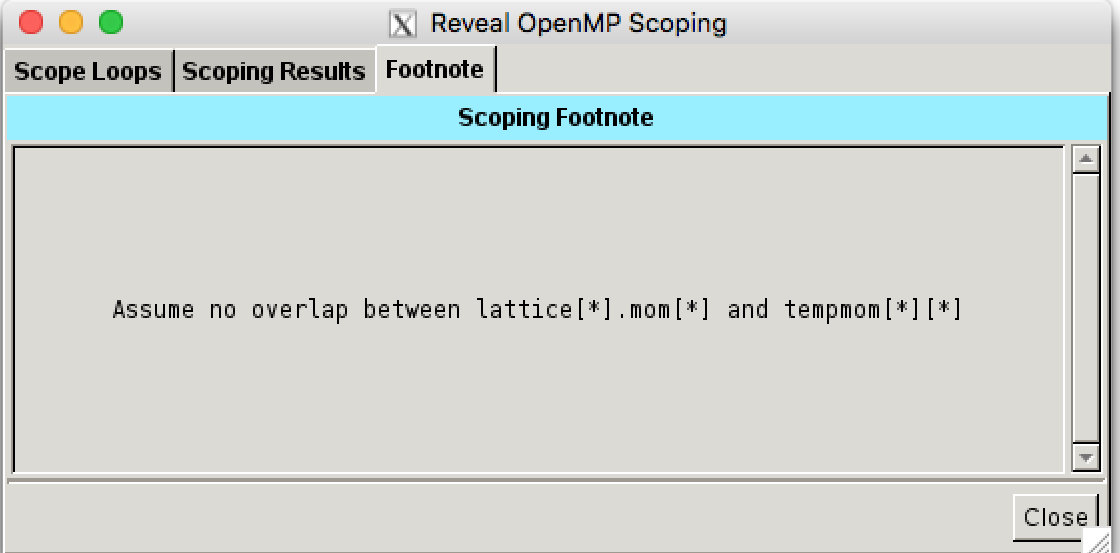 Reveal OpenMP Scoping
Scope Loops Scoping Results Footnote
Scoping Footnote
Assume no overlap between lattice[*].mom[*] and tempmom[*][*]
Close